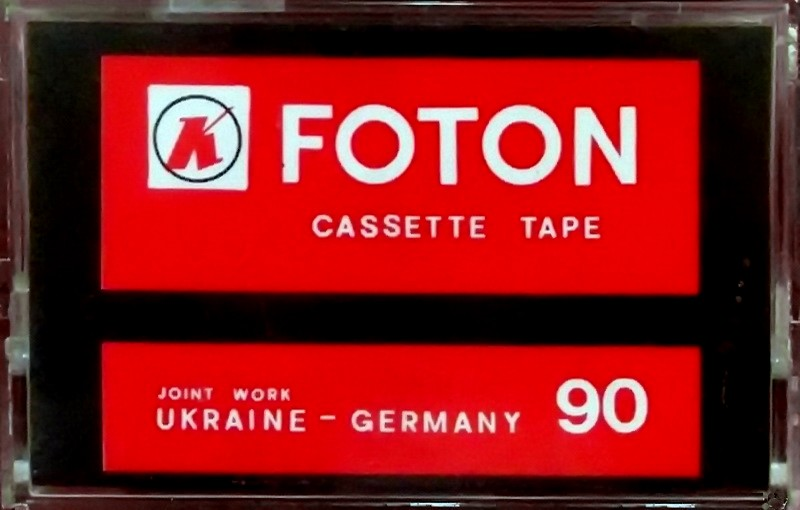 FOTON
CASSETTE TAPE
JOINT WORK
UKRAINE - GERMANY 90